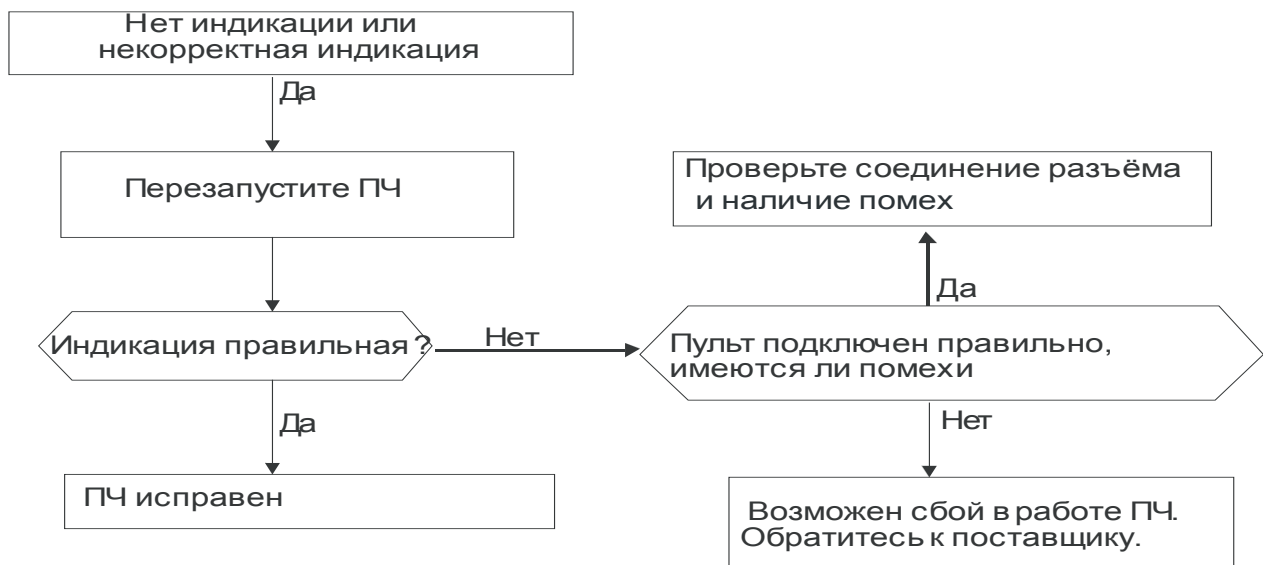 Нет индикации или
некорректная индикация
Да
Перезапустите ПЧ
Проверьте соединение разъёма
и наличие помех
Да
Индикация правильная ?
Нет
Пульт подключен правильно,
имеются ли помехи
Да
Нет
ПЧ исправен
Возможен сбой в работе ПЧ.
Обратитесь к поставщику.